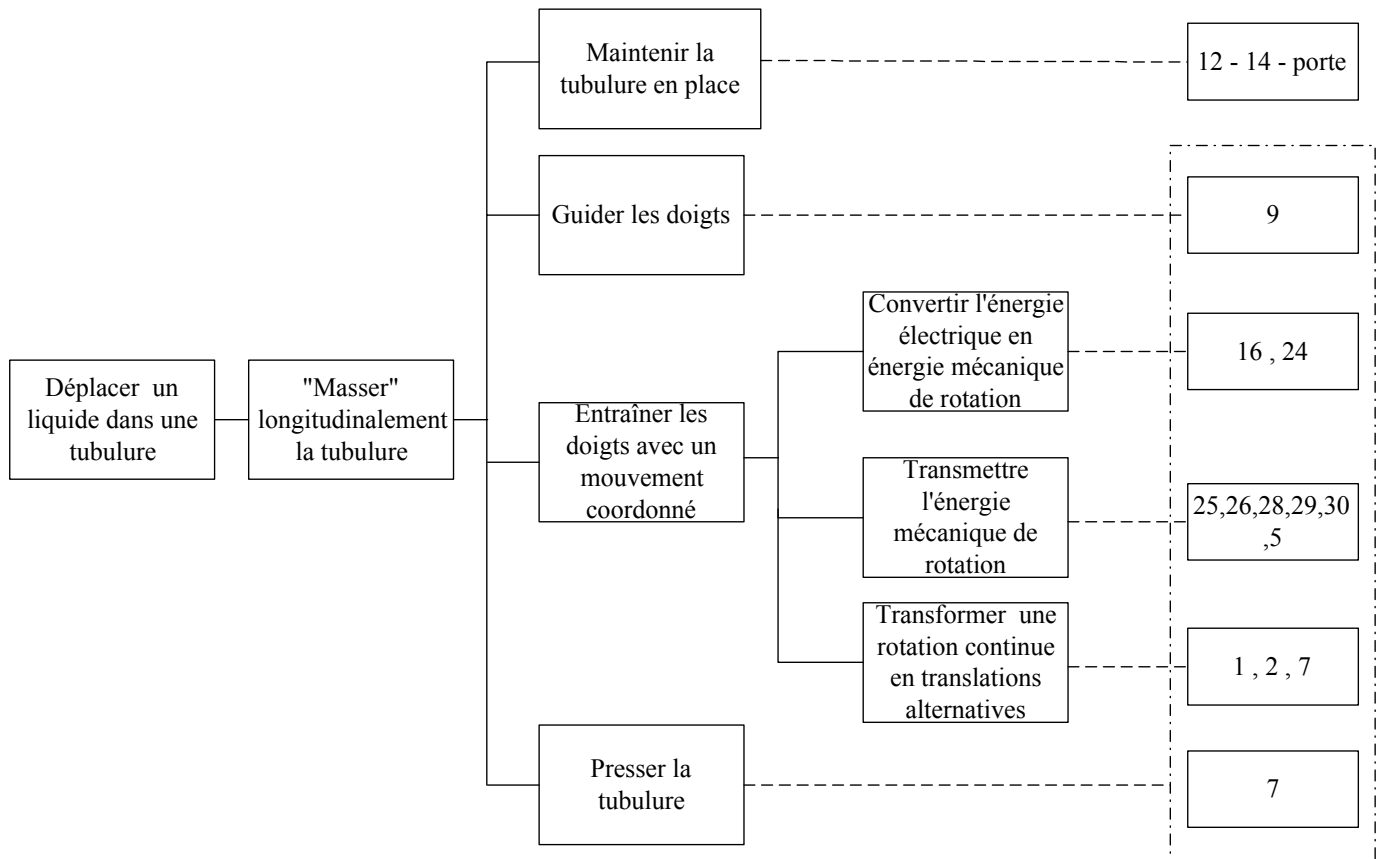 Maintenir la
tubulure en place
12 - 14 - porte
Guider les doigts
9
Convertir l'énergie
électrique en
énergie mécanique
de rotation
16 , 24
Déplacer un
liquide dans une
tubulure
"Masser"
longitudinalement
la tubulure
Entraîner les
doigts avec un
mouvement
coordonné
Transmettre
l'énergie
mécanique de
rotation
25,26,28,29,30
,5
Transformer une
rotation continue
en translations
alternatives
1 , 2 , 7
Presser la
tubulure
7